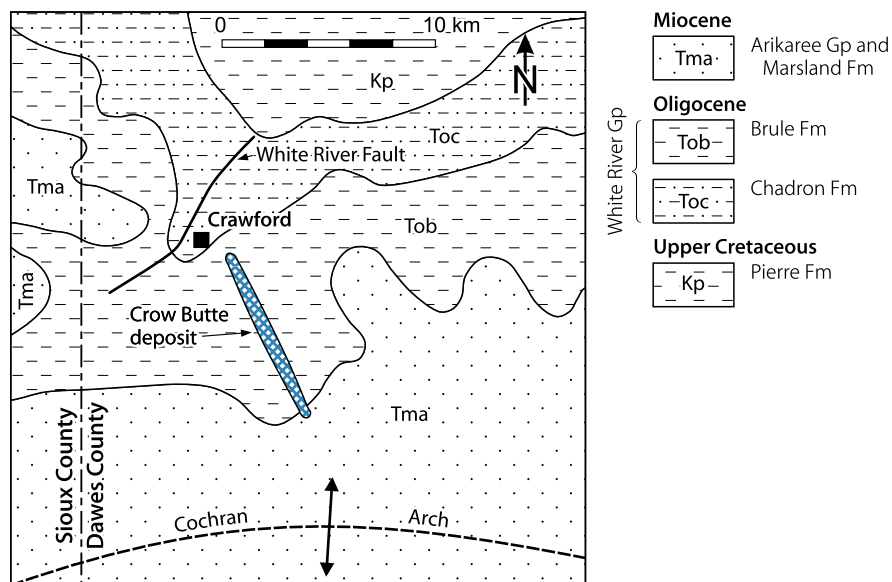 0 10 km
Kp
N
Toc
White River Fault
Tma
Crawford
Tob
Tma
Crow Butte
deposit
Tma
Sioux County
Dawes County
Cochran Arch
Miocene
Tma
Arikaree Gp and
Marsland Fm
Oligocene
White River Gp
Tob
Brule Fm
Toc
Chadron Fm
Upper Cretaceous
Kp
Pierre Fm